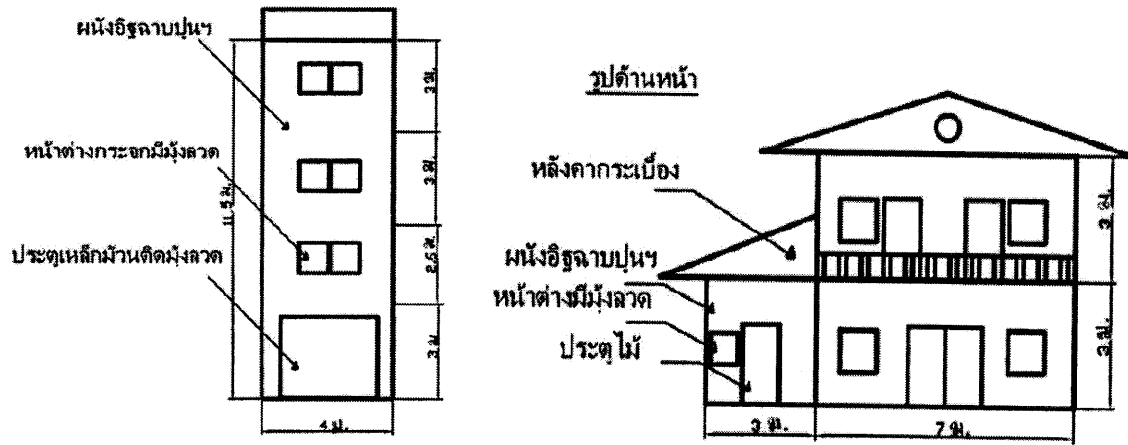 ผนังอิฐฉาบปูนฯ
หน้าต่างกระจกมีมุ้งลวด
ประตูเหล็กม้วนติดมุ้งลวด
11.5 ม.
3 ม.
3 ม.
2.5 ม.
3 ม.
4 ม.
รูปด้านหน้า
หลังคากระเบื้อง
ผนังอิฐฉาบปูนฯ
หน้าต่างมีมุ้งลวด
ประตูไม้
3 ม.
3 ม.
3 ม.
7 ม.